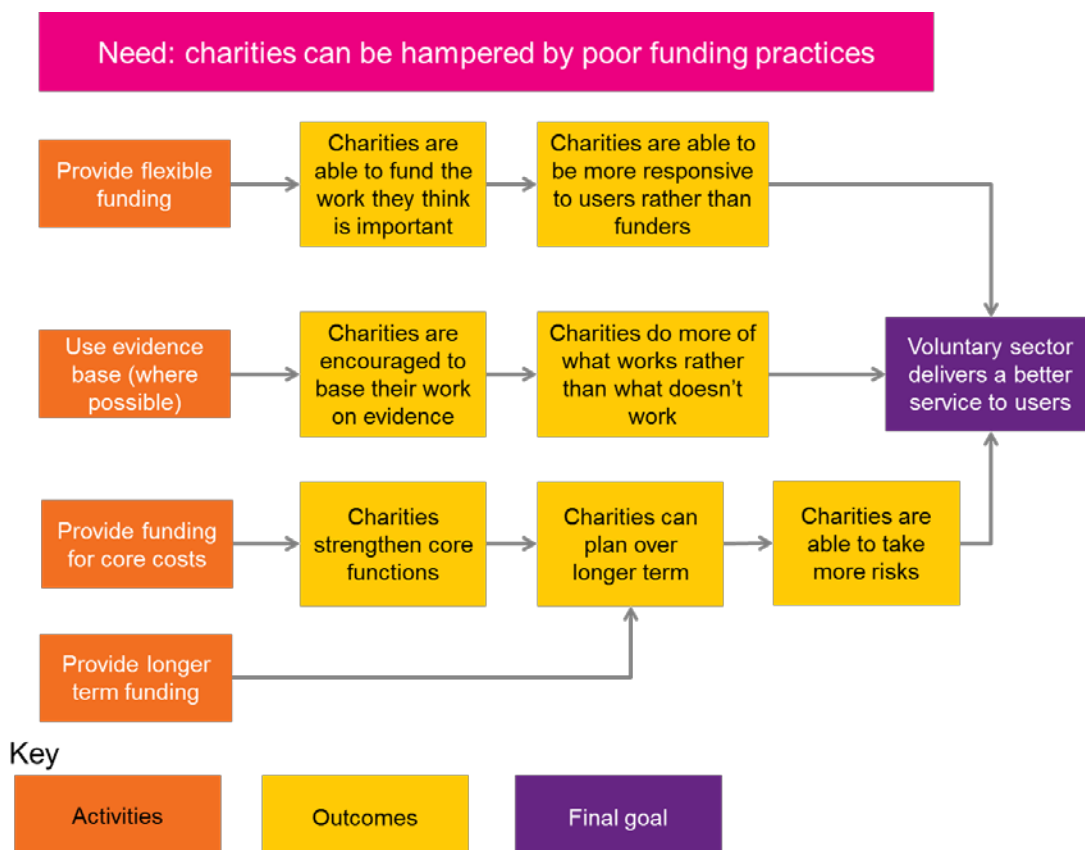 Need: charities can be hampered by poor funding practices
Provide flexible
funding
Charities are
able to fund the
work they think
is important
Charities are able to
be more responsive
to users rather than
funders
Use evidence
base (where
possible)
Charities are
encouraged to
base their work
on evidence
Charities do more of
what works rather
than what doesn't
work
Voluntary sector
delivers a better
service to users
Provide funding
for core costs
Charities
strengthen core
functions
Charities can
plan over
longer term
Charities are
able to take
more risks
Provide longer
term funding
Key
Activities
Outcomes
Final goal